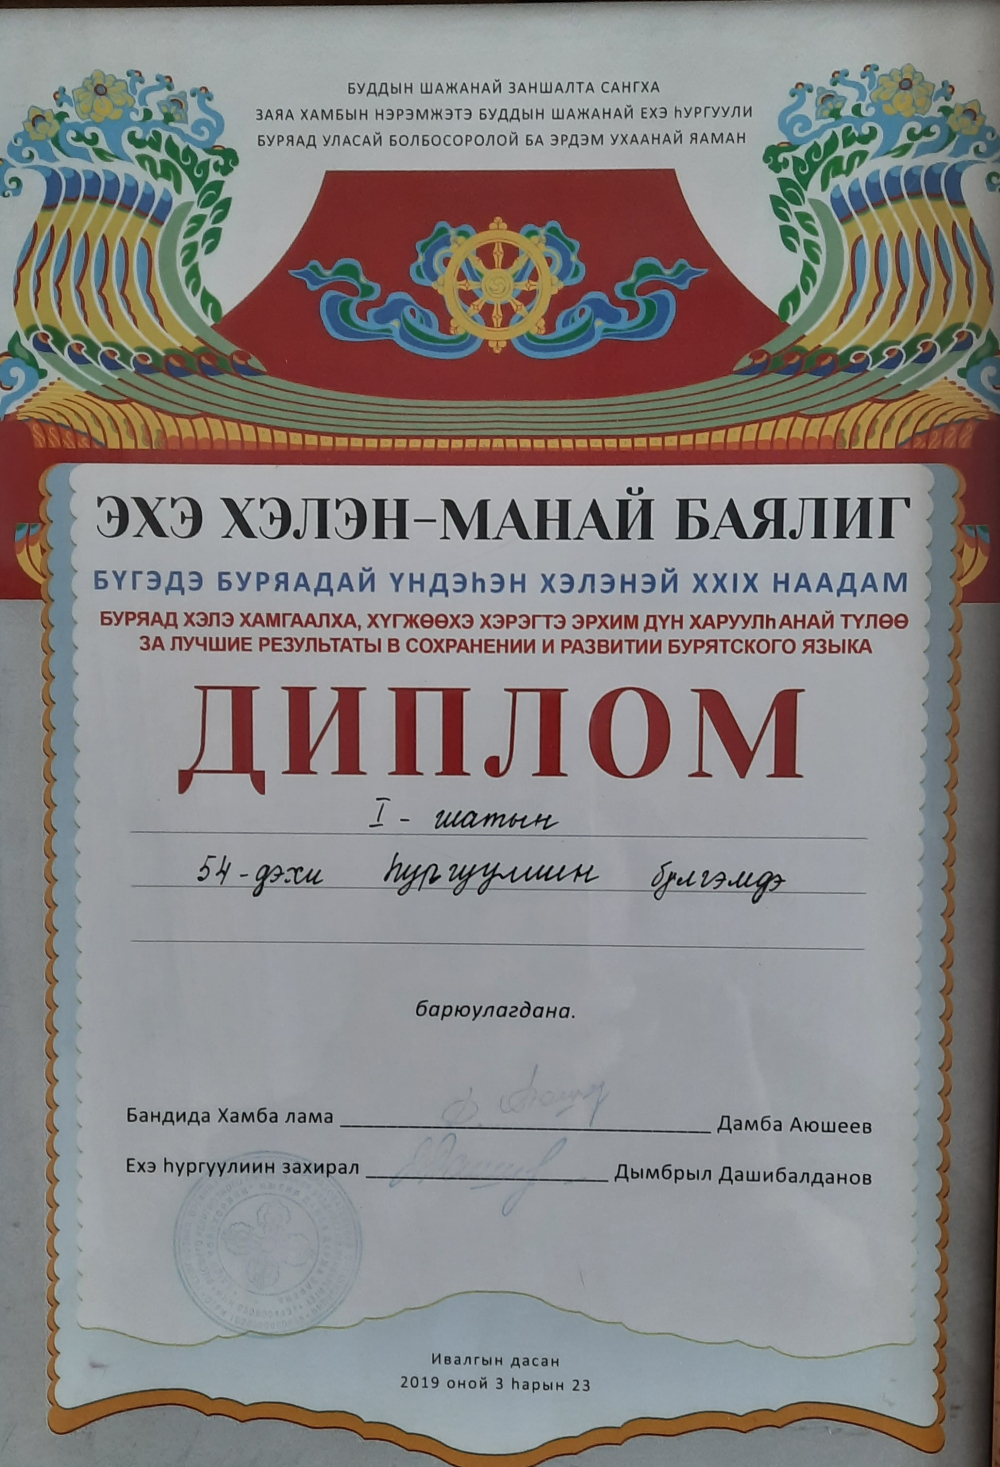 БУДДЫН ШАЖАНАЙ ЗАНШАЛТА САНГХА
ЗАЯА ХАМБЫН НЭРЭМЖЭТЭ БУДДЫН ШАЖАНАЙ ЕХЭ ҺУРГУУЛИ
БУРЯАД УЛАСАЙ БОЛБОСОРОЛОЙ БА ЭРДЭМ УХААНАЙ ЯАМАН
ЭХЭ ХЭЛЭН-МАНАЙ БАЯЛИГ
БҮГЭДЭ БУРЯАДАЙ ҮНДЭҺЭН ХЭЛЭНЭЙ XXIX НААДАМ
БУРЯАД ХЭЛЭ ХАМГААЛХА, ХҮГЖӨӨХЭ ХЭРЭГТЭ ЭРХИМ ДҮН ХАРУУЛҺАНАЙ ТҮЛӨӨ
ЗА ЛУЧШИЕ РЕЗУЛЬТАТЫ В СОХРАНЕНИИ И РАЗВИТИИ БУРЯТСКОГО ЯЗЫКА
ДИПЛОМ
I - шатын
54-дэхи һургуулиин бүлгэмдэ
барюулагдана.
Бандида Хамба лама Дамба Аюшеев
Ехэ һургуулиин захирал Дымбрыл Дашибалданов
Ивалгын дасан
2019 оной 3 һарын 23